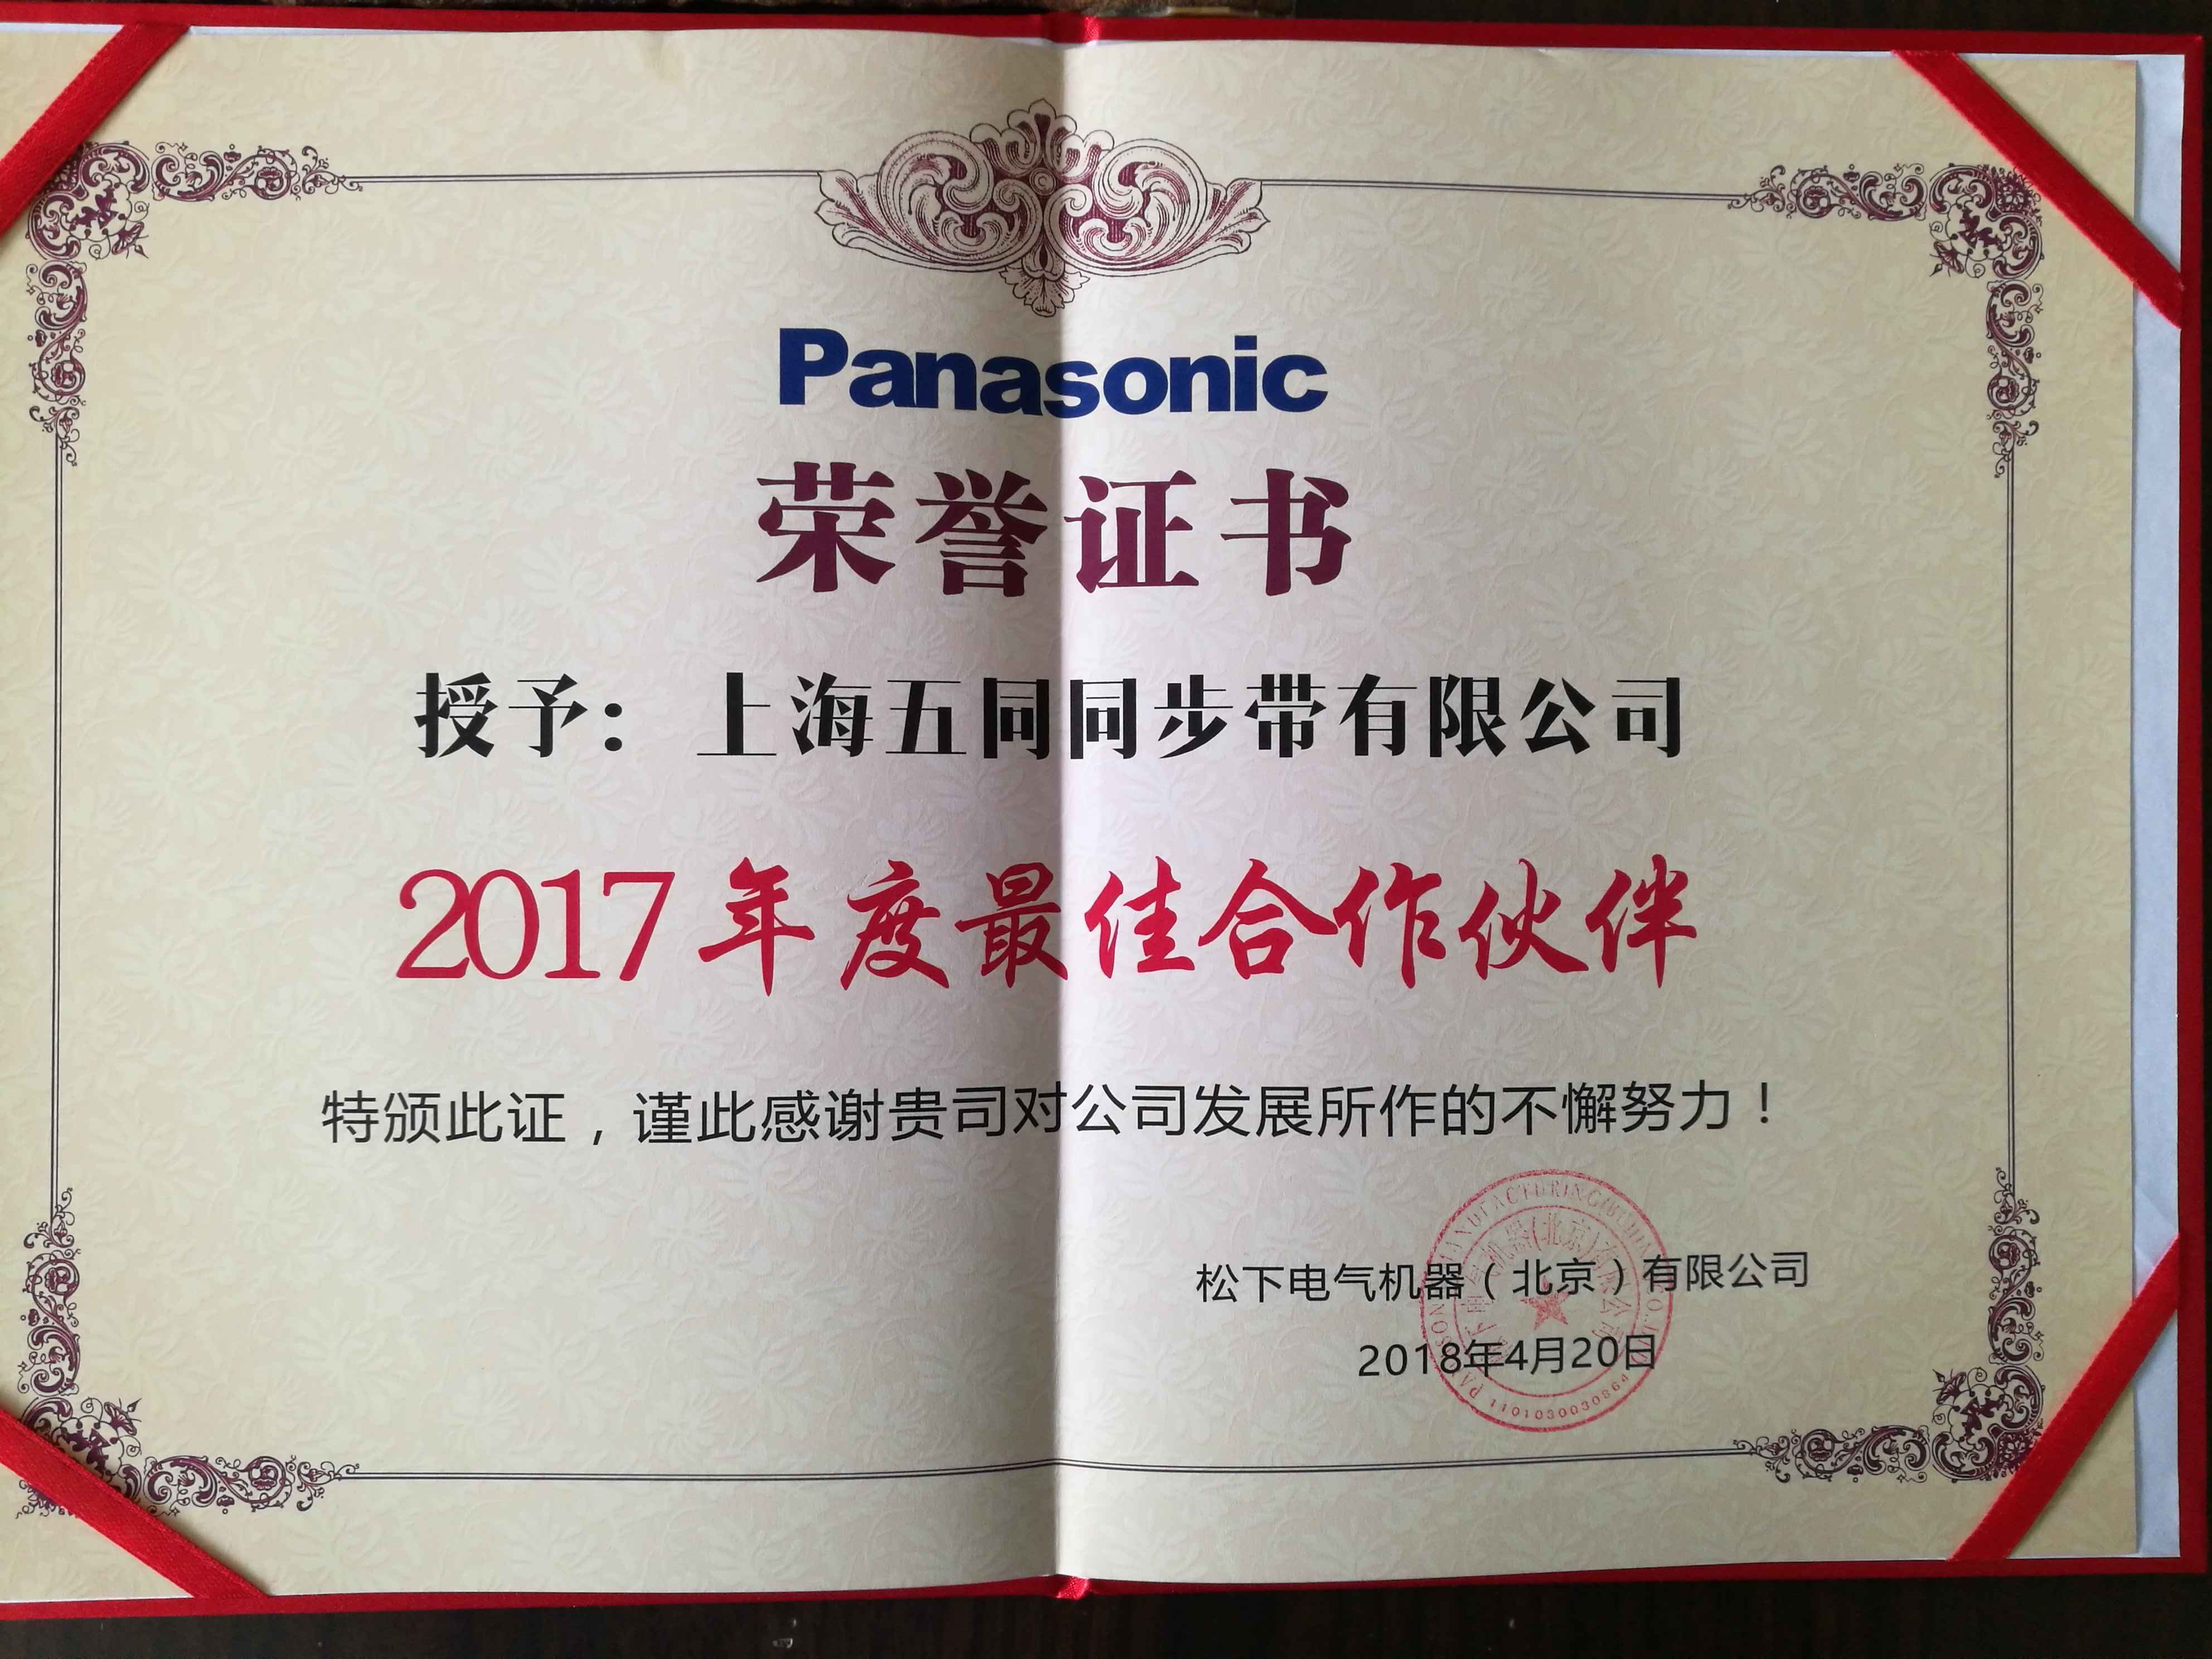 Panasonic
荣誉证书
授予：上海五同同步带有限公司
2017年度最佳合作伙伴
特颁此证，谨此感谢贵司对公司发展所作的不懈努力！
松下电气机器（北京）有限公司
2018年4月20日
1101030030864